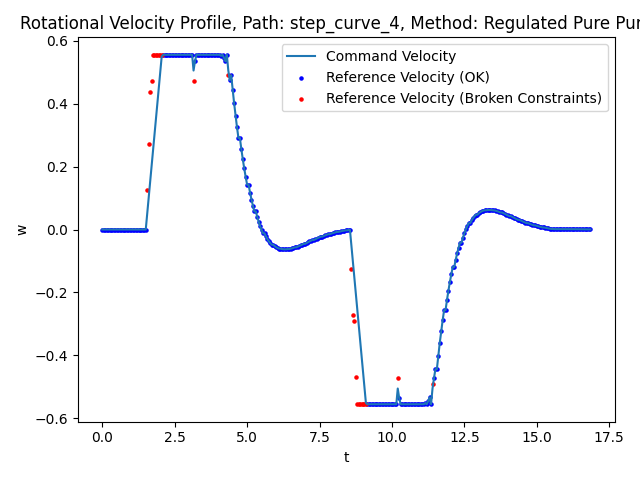 Rotational Velocity Profile, Path: step_curve_4, Method: Regulated Pure Pur
Command Velocity
Reference Velocity (OK)
Reference Velocity (Broken Constraints)
0.6
0.4
0.2
0.0
−0.2
−0.4
−0.6
w
0.0 2.5 5.0 7.5 10.0 12.5 15.0 17.5
t